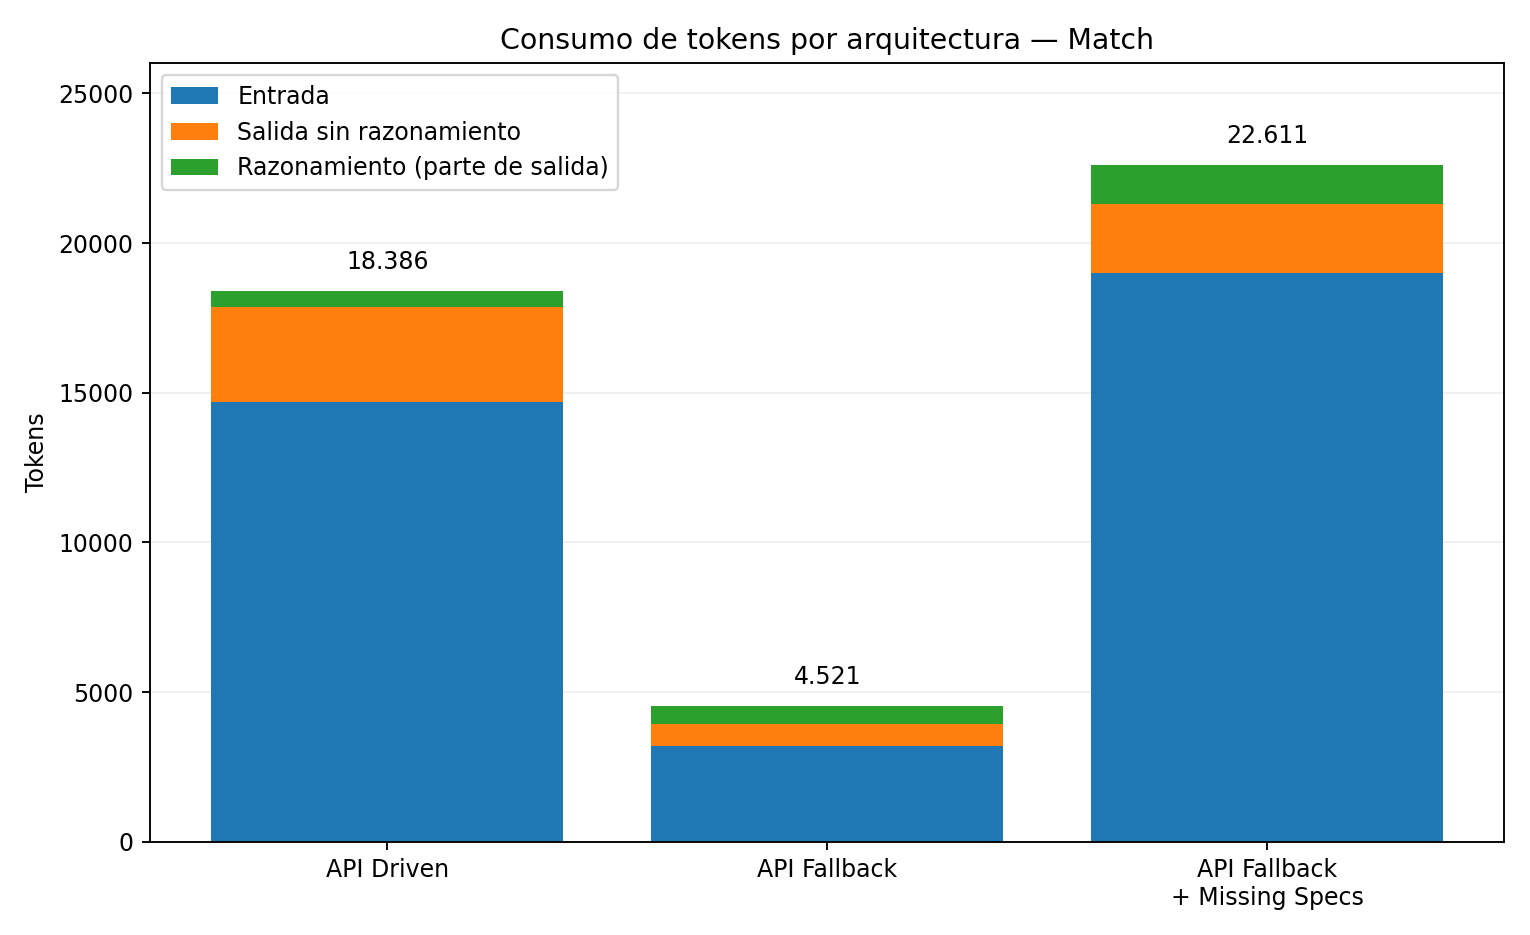 Consumo de tokens por arquitectura — Match
Entrada
Salida sin razonamiento
Razonamiento (parte de salida)
25000
20000
15000
10000
5000
0
Tokens
18.386
4.521
22.611
API Driven
API Fallback
API Fallback
+ Missing Specs